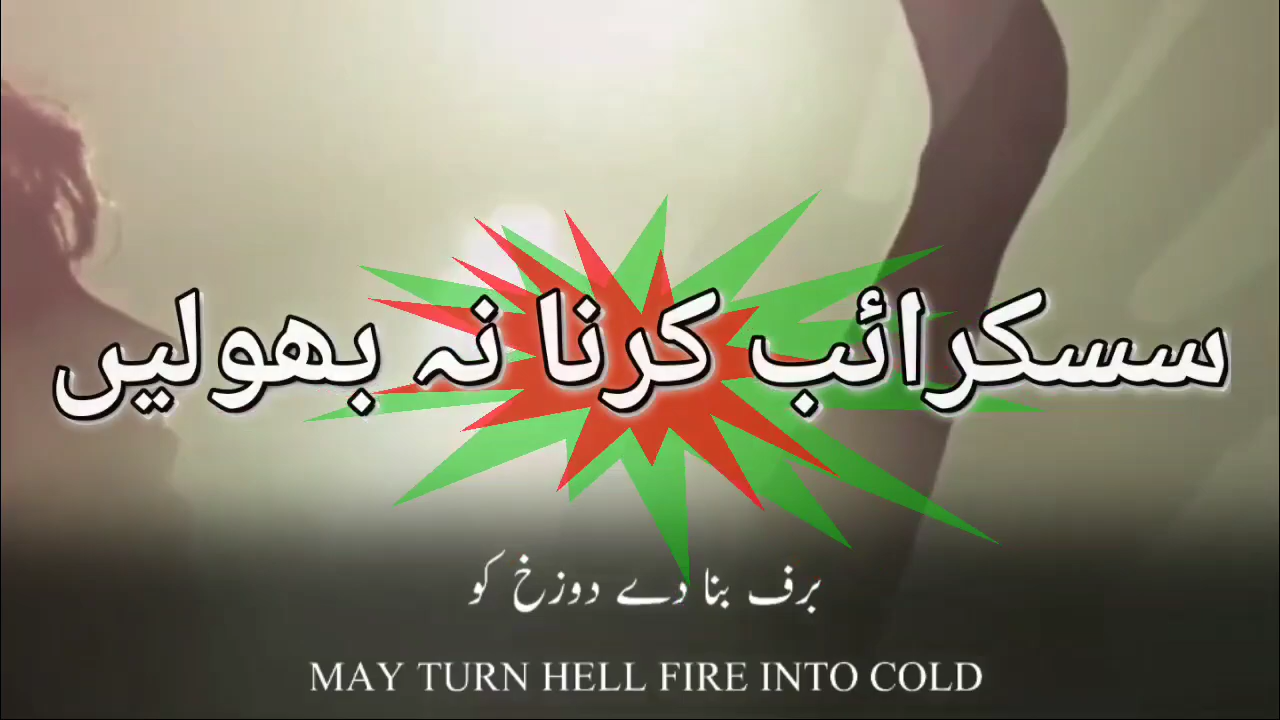 سسکرائب کرنا نہ بھولیں
برف بنا دے دوزخ کو
MAY TURN HELL FIRE INTO COLD